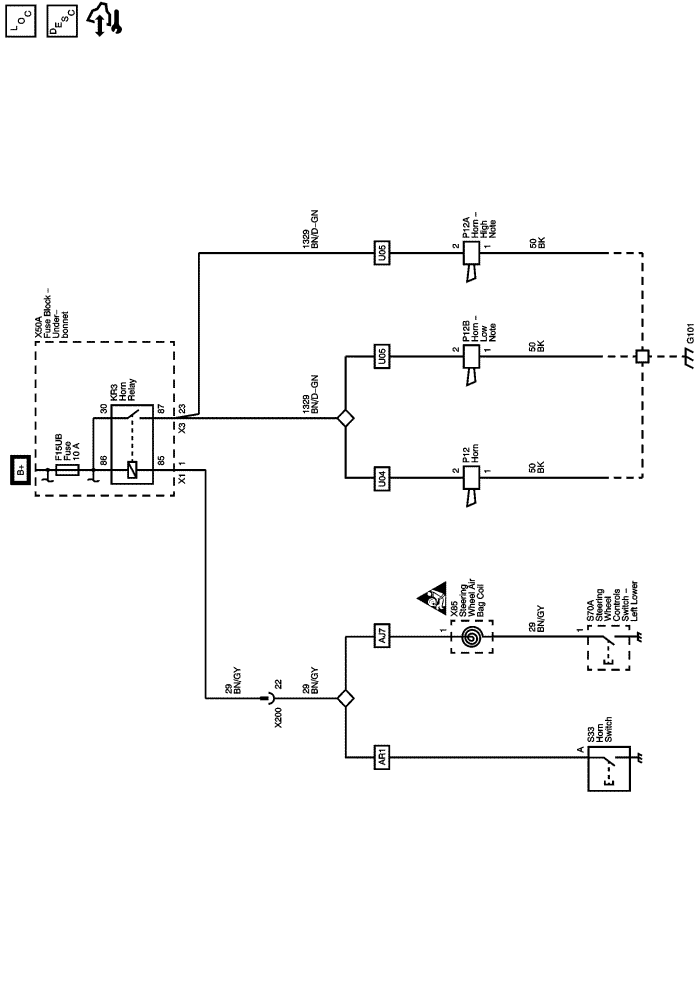 LOC
DESC
X50A
Fuse Block –
Under–
bonnet
B+
F15UB
Fuse
10 A
KR3
Horn
Relay
30
87
86
85
23
X3
1
X1
1329
BN/D–GN
U05
2
P12A
Horn –
High
Note
1
50
BK
1329
BN/D–GN
U05
2
P12B
Horn –
Low
Note
1
50
BK
U04
2
P12
Horn
1
50
BK
G101
29
BN/GY
22
X200
29
BN/GY
AJ7
1
X85
Steering
Wheel Air
Bag Coil
29
BN/GY
1
S70A
Steering
Wheel
Controls
Switch –
Left Lower
AR1
A
S33
Horn
Switch